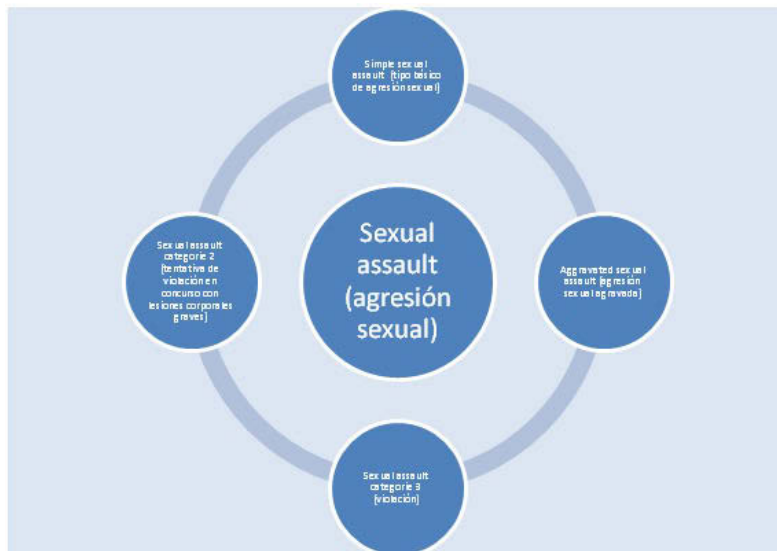 Simple sexual
assault (tipo básico
de agresión sexual)
Sexual
assault
(agresión
sexual)
Sexual assault
categorie 2
(tentativa de
violación en
concurso con
lesiones corporales
graves)
Aggravated sexual
assault (agresión
sexual agravada)
Sexual assault
categorie 3
(violación)